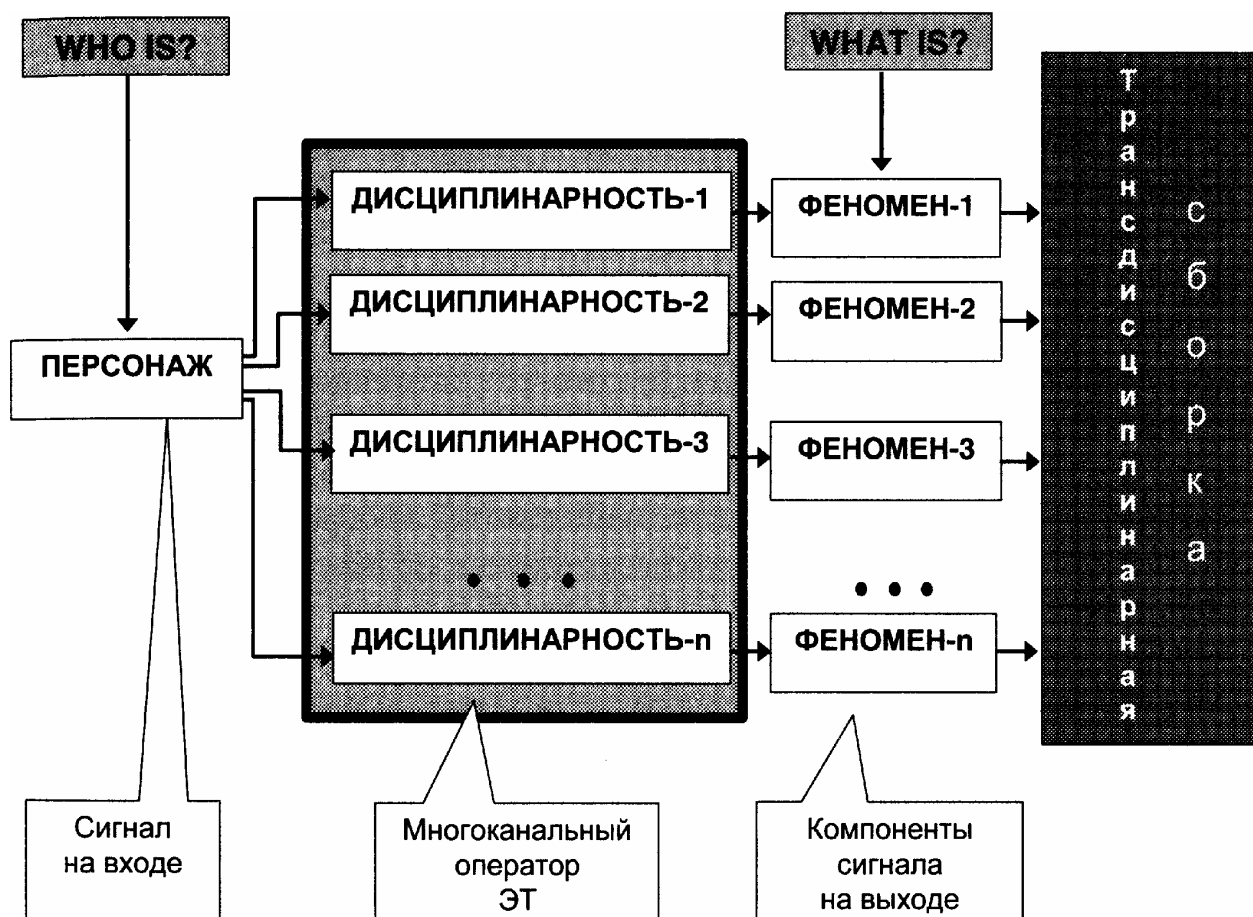 WHO IS?
WHAT IS?
ПЕРСОНАЖ
ДИСЦИПЛИНАРНОСТЬ-1
ДИСЦИПЛИНАРНОСТЬ-2
ДИСЦИПЛИНАРНОСТЬ-3
• • •
ДИСЦИПЛИНАРНОСТЬ-n
ФЕНОМЕН-1
ФЕНОМЕН-2
ФЕНОМЕН-3
• • •
ФЕНОМЕН-n
Трансдисциплинарная
сборка
Сигнал
на входе
Многоканальный
оператор
ЭТ
Компоненты
сигнала
на выходе